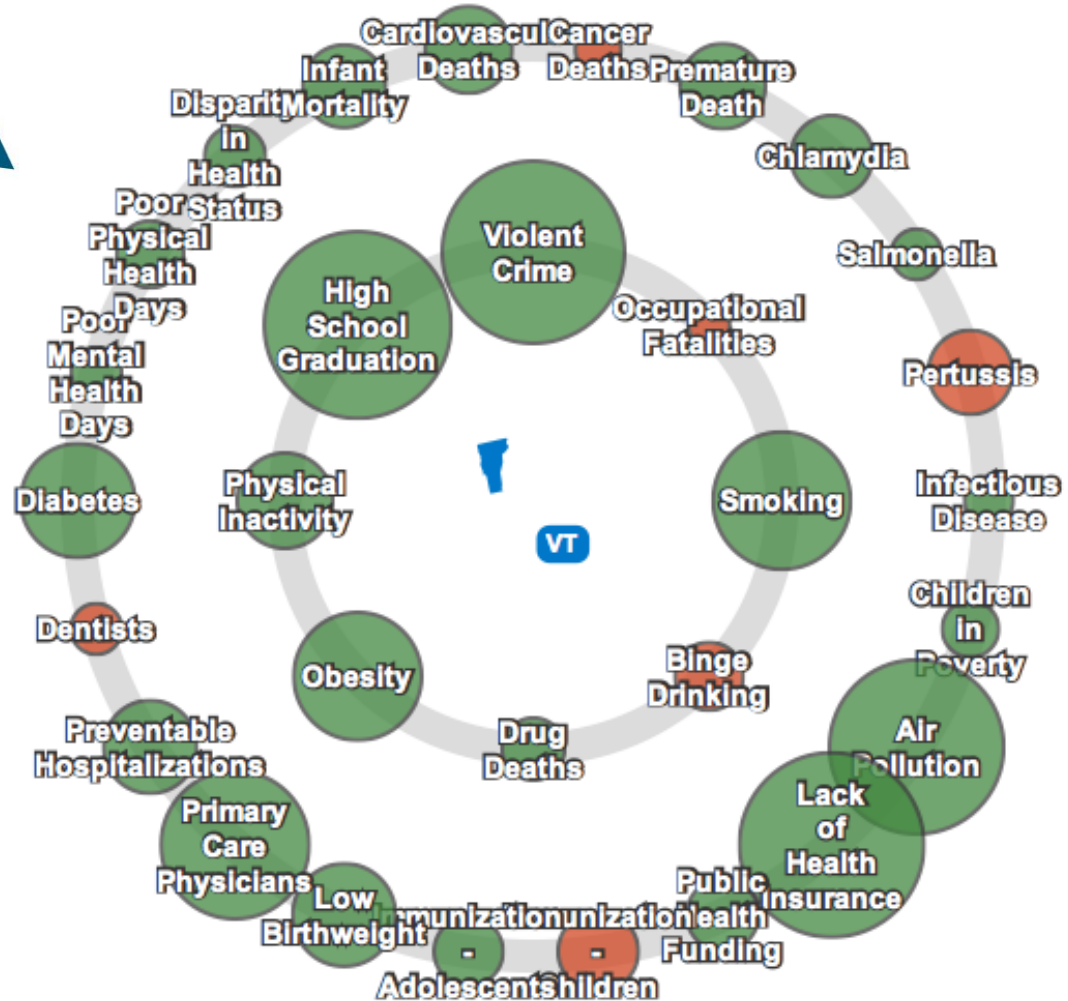 Cardiovascul
Deaths
Cancer
Deaths
Premature
Death
Infant
Mortality
Disparity
in
Health
Status
Chlamydia
Poor
Physical
Health
Days
Salmonella
Violent
Crime
High
School
Graduation
Occupational
Fatalities
Poor
Mental
Health
Days
Pertussis
Diabetes
Physical
Inactivity
Smoking
Infectious
Disease
VT
Children
in
Poverty
Dentists
Obesity
Binge
Drinking
Preventable
Hospitalizations
Drug
Deaths
Air
Pollution
Primary
Care
Physicians
Lack
of
Health
Insurance
Low
Birthweight
Public
Health
Funding
-
Adolescents
-
Children